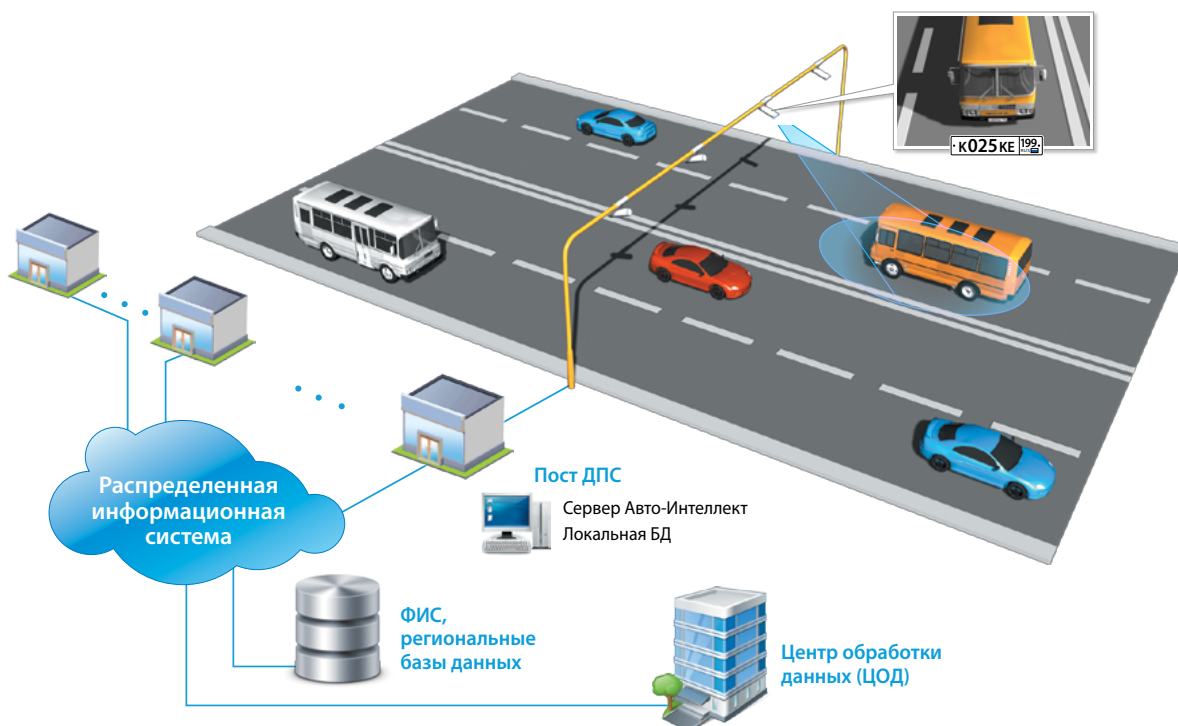 К025КЕ 199
RUS
Пост ДПС
Сервер Авто-Интеллект
Локальная БД
Распределенная
информационная
система
ФИС,
региональные
базы данных
Центр обработки
данных (ЦОД)